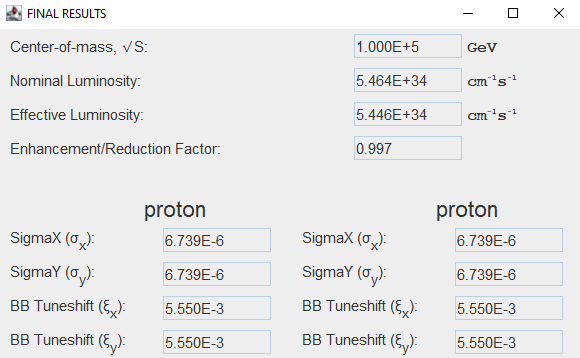 FINAL RESULTS
Center-of-mass, √S: 1.000E+5 GeV
Nominal Luminosity: 5.464E+34 cm⁻¹s⁻¹
Effective Luminosity: 5.446E+34 cm⁻¹s⁻¹
Enhancement/Reduction Factor: 0.997
proton proton
SigmaX (σx): 6.739E-6 SigmaX (σx): 6.739E-6
SigmaY (σy): 6.739E-6 SigmaY (σy): 6.739E-6
BB Tuneshift (ξx): 5.550E-3 BB Tuneshift (ξx): 5.550E-3
BB Tuneshift (ξy): 5.550E-3 BB Tuneshift (ξy): 5.550E-3